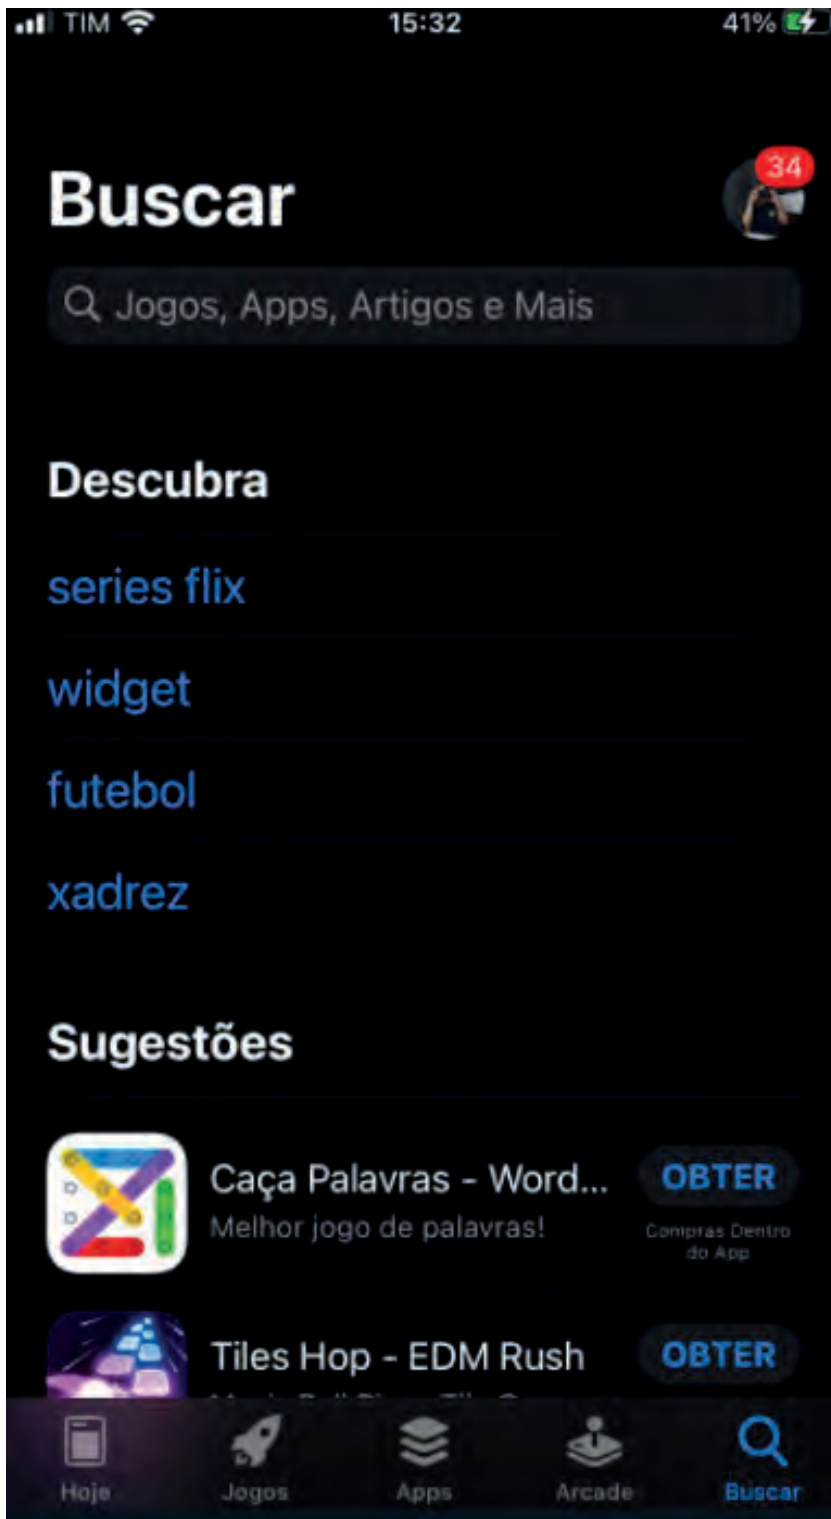 TIM 15:32 41%
34
Buscar
Jogos, Apps, Artigos e Mais
Descubra
series flix
widget
futebol
xadrez
Sugestões
Caça Palavras - Word... OBTER
Melhor jogo de palavras! Compras Dentro
do App
Tiles Hop - EDM Rush OBTER
Hoje Jogos Apps Arcade Buscar